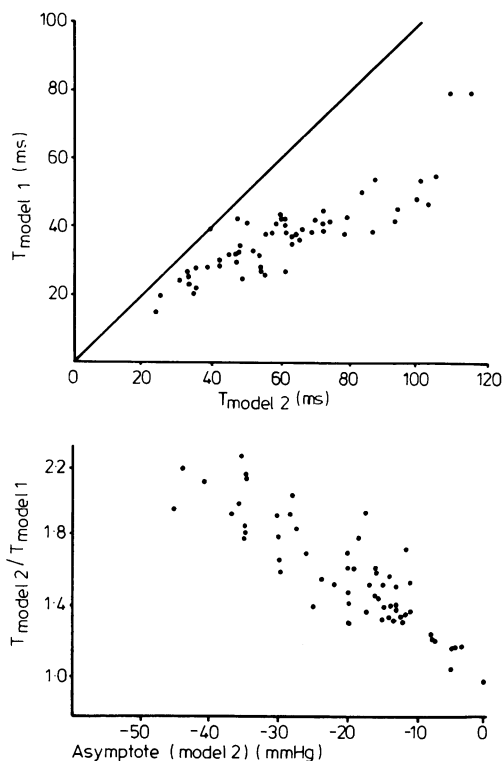 100
80
60
40
20
T model 1 (ms)
0 20 40 60 80 100 120
T model 2 (ms)
2·2
1·8
1·4
1·0
T model 2 / T model 1
-50 -40 -30 -20 -10 0
Asymptote (model 2) (mmHg)